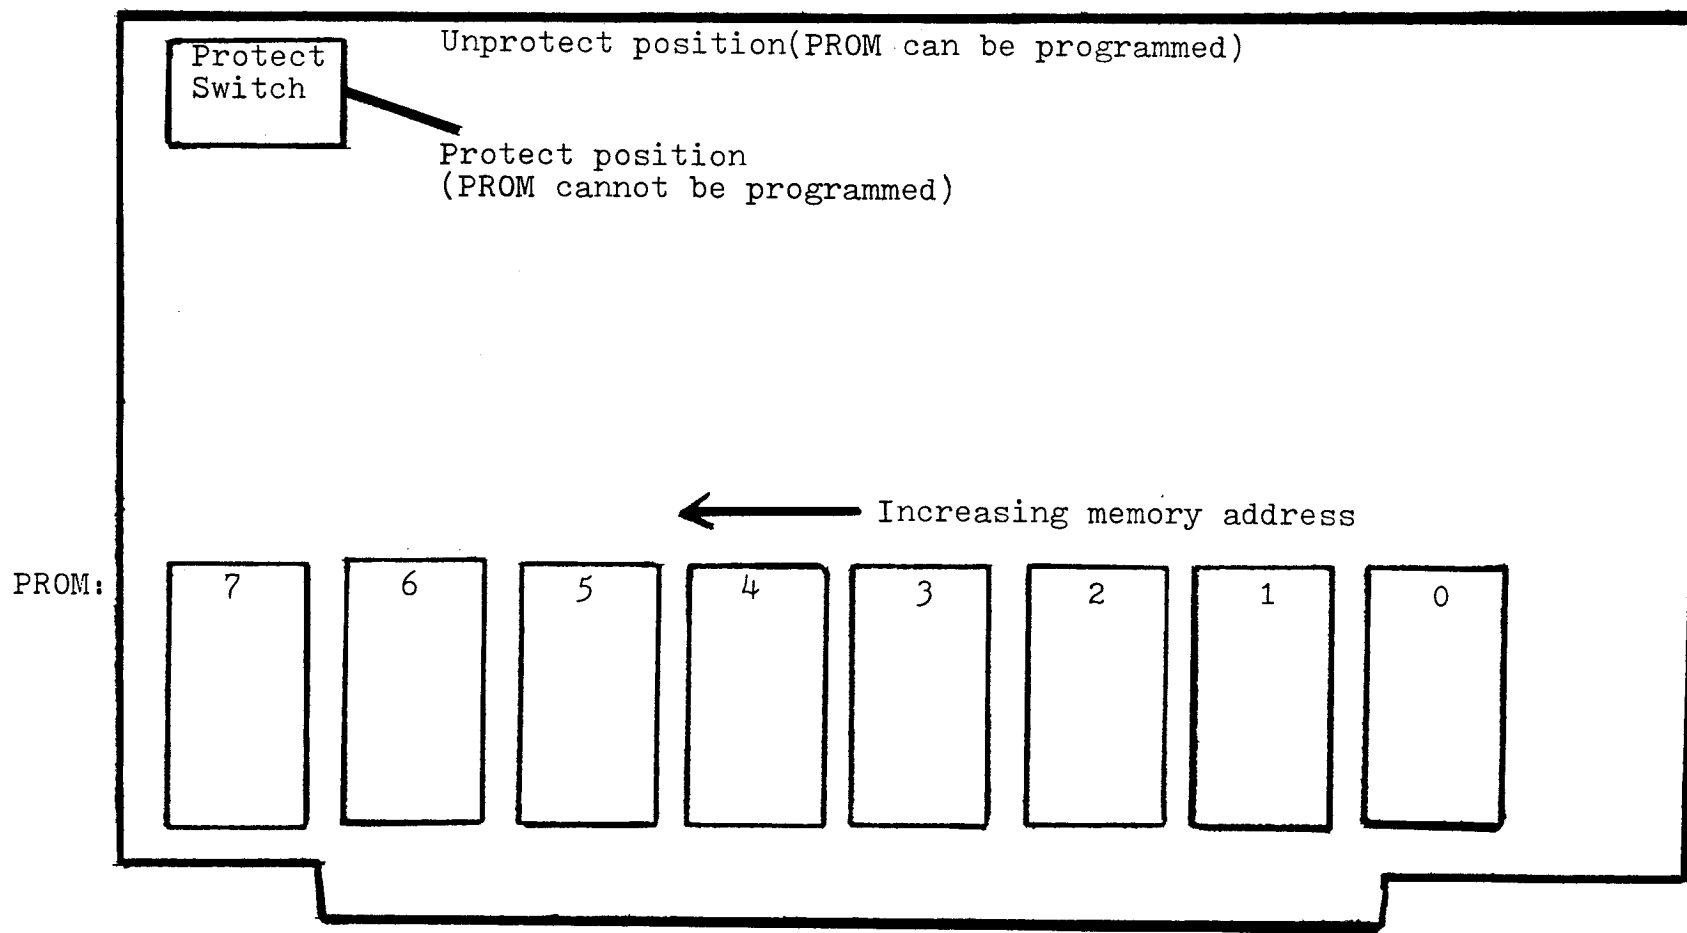 Protect
Switch
Unprotect position(PROM can be programmed)
Protect position
(PROM cannot be programmed)
Increasing memory address
PROM: 7 6 5 4 3 2 1 0